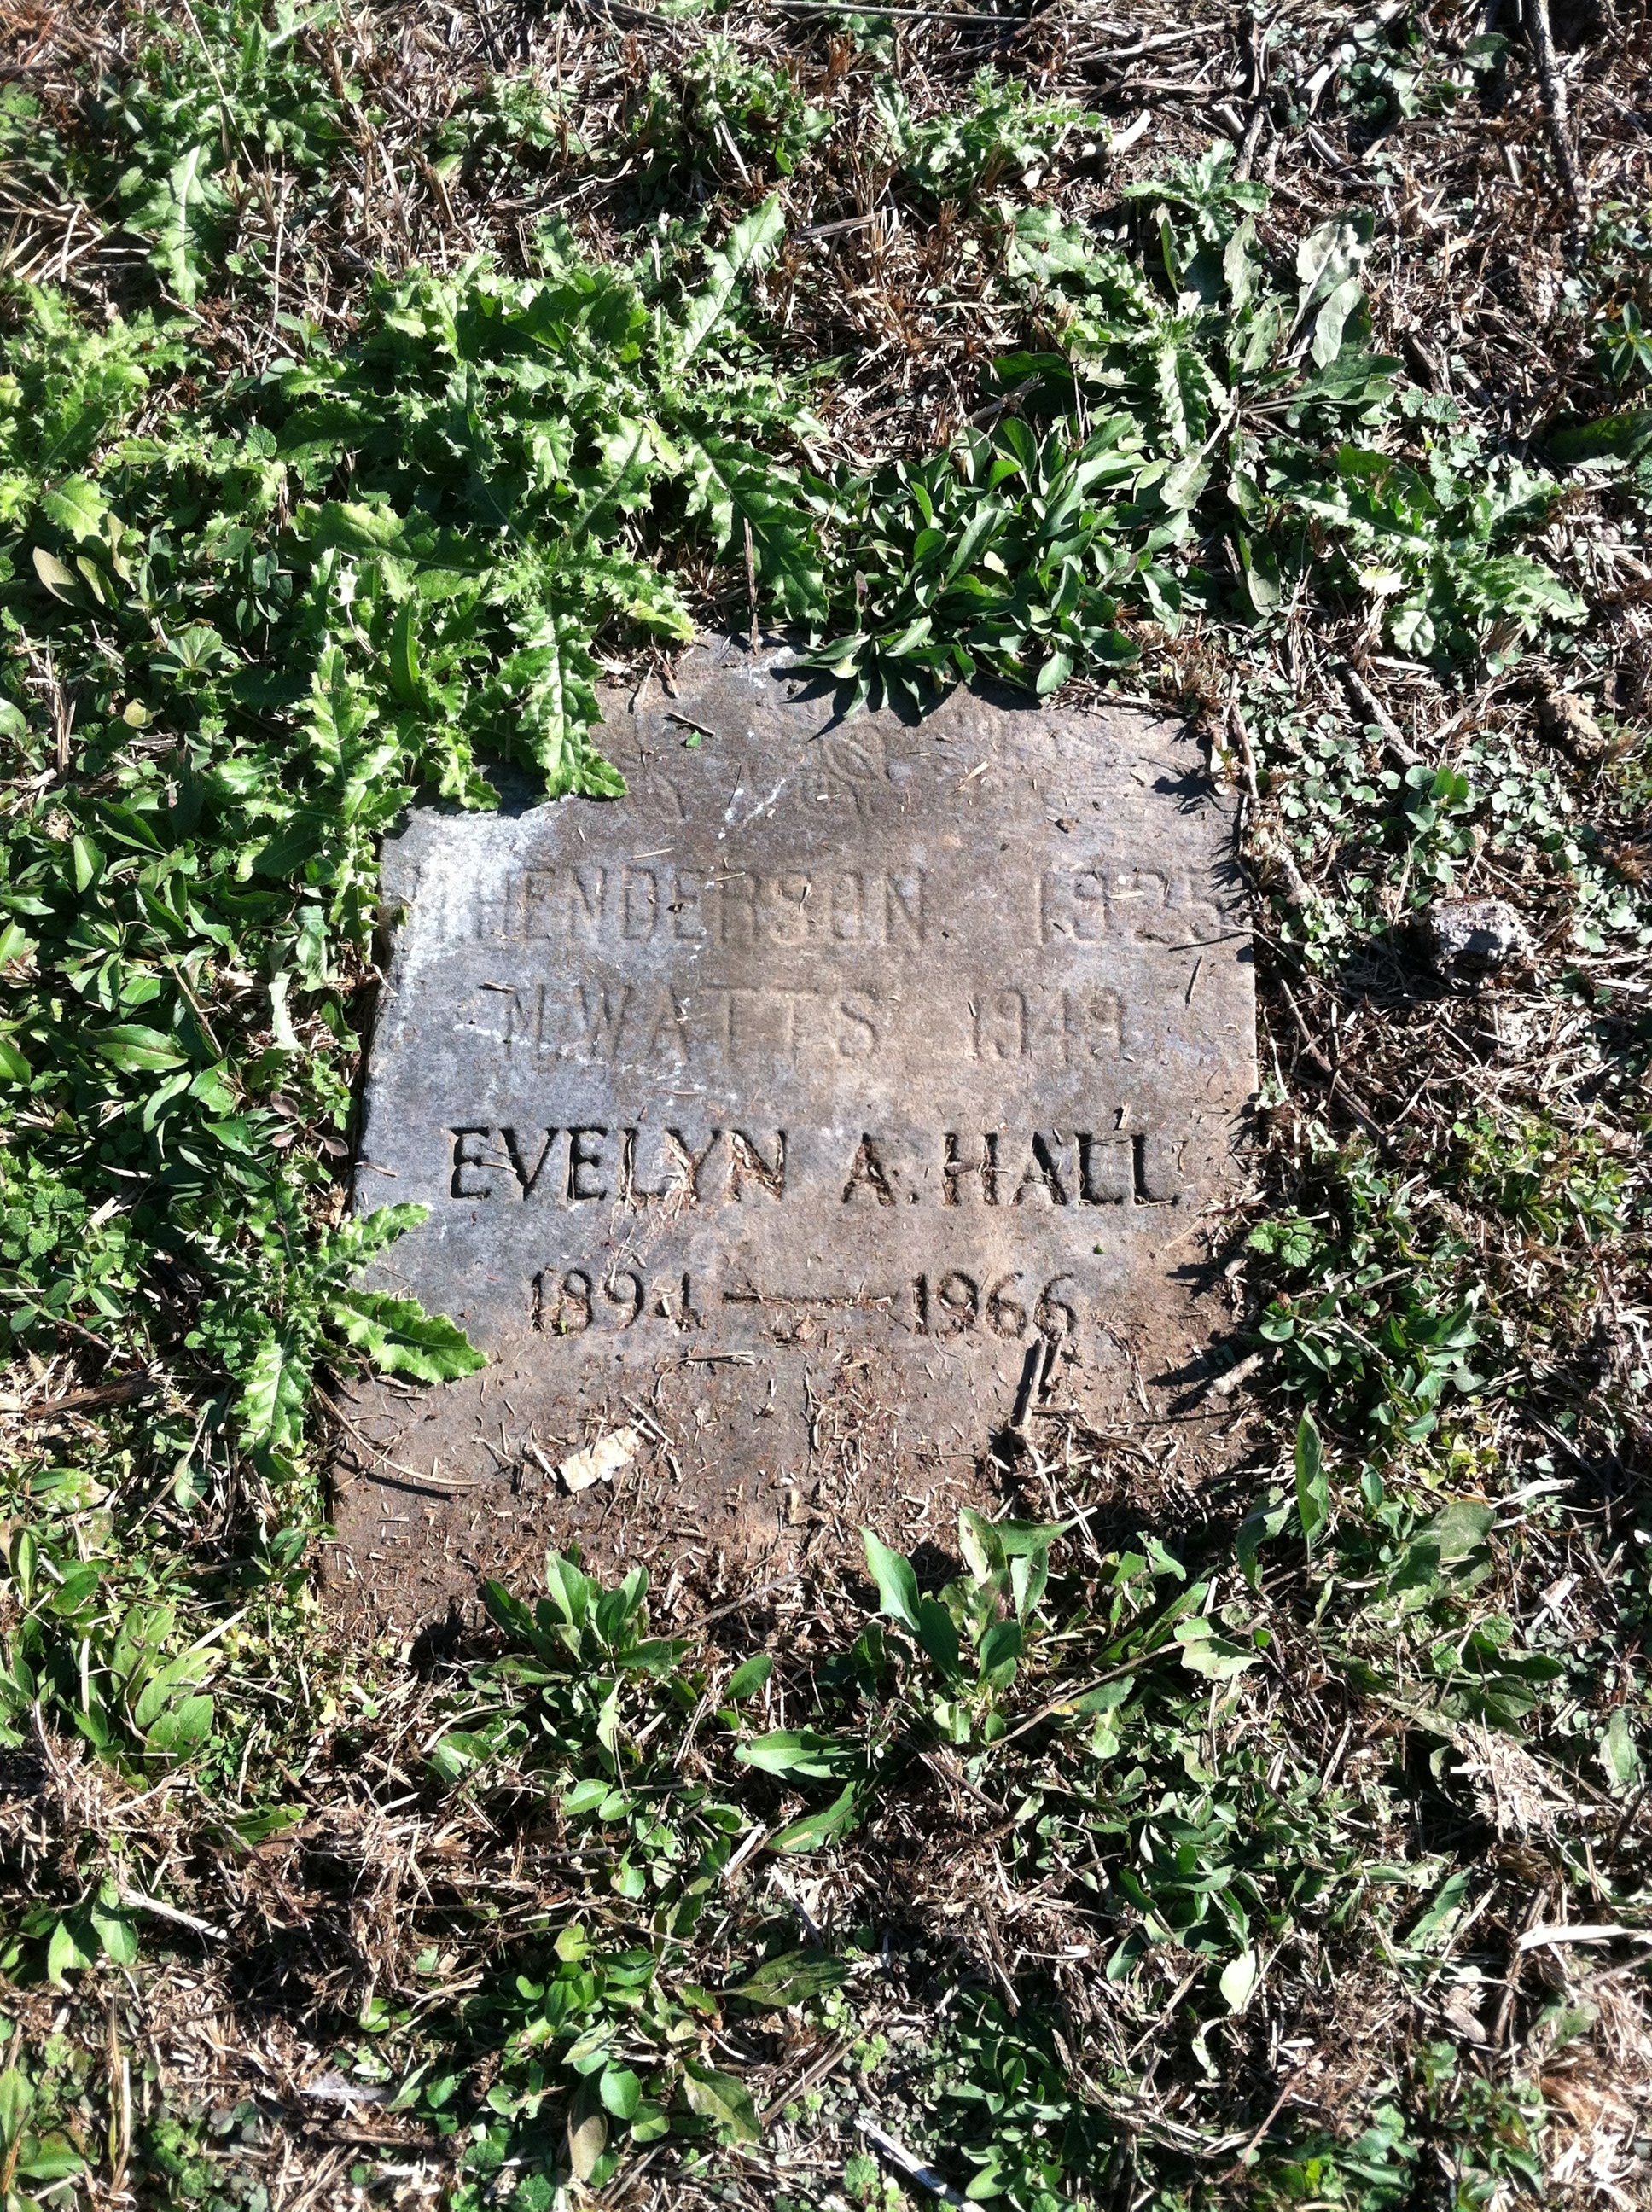 HENDERSON 1925
N.WATTS 1949
EVELYN A. HALL
1894 — 1966